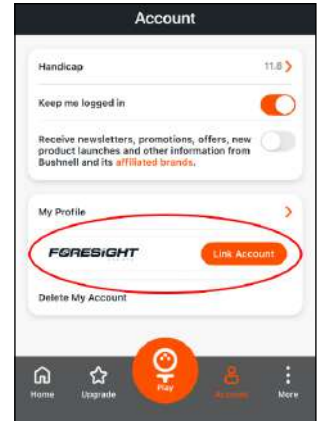 Account
Handicap 11.6
Keep me logged in
Receive newsletters, promotions, offers, new
product launches and other information from
Bushnell and its affiliated brands.
My Profile
FORESIGHT Link Account
Delete My Account
Home Upgrade Play Account More